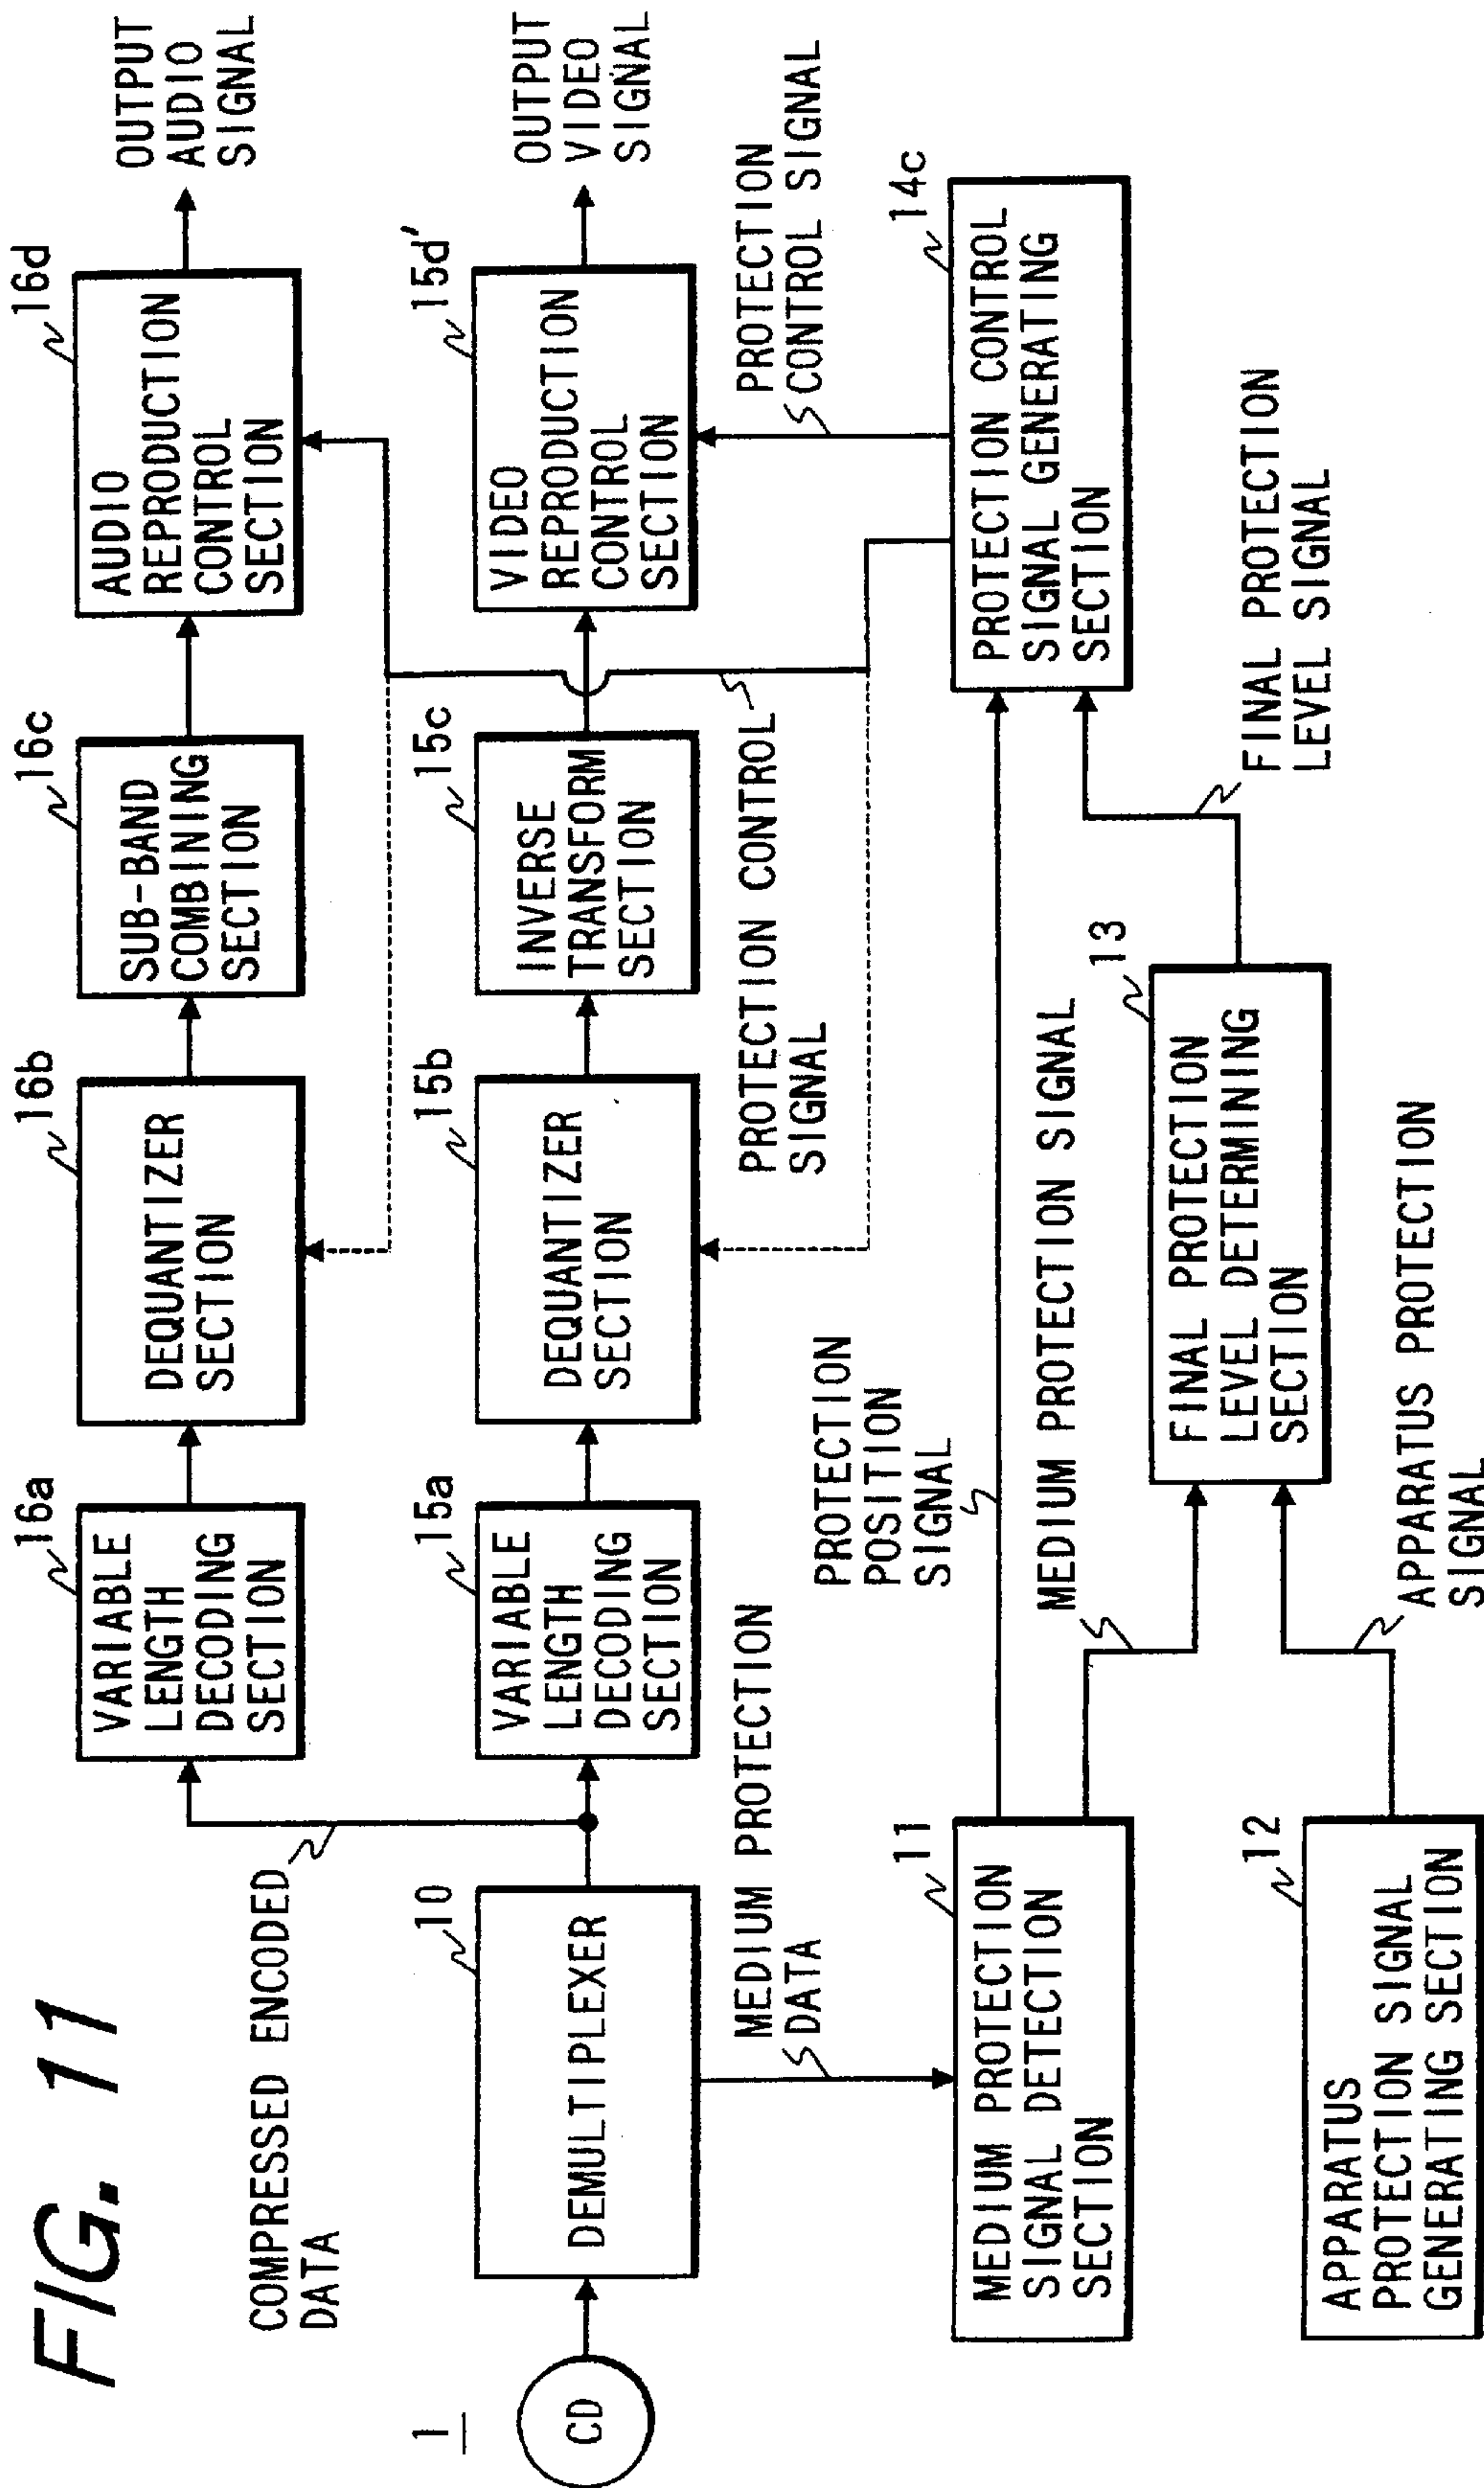 FIG. 11
COMPRESSED ENCODED
DATA
16a
VARIABLE
LENGTH
DECODING
SECTION
16b
DEQUANTIZER
SECTION
16c
SUB-BAND
COMBINING
SECTION
16d
AUDIO
REPRODUCTION
CONTROL
SECTION
OUTPUT
AUDIO
SIGNAL
1
CD
10
DEMULTIPLEXER
15a
VARIABLE
LENGTH
DECODING
SECTION
15b
DEQUANTIZER
SECTION
15c
INVERSE
TRANSFORM
SECTION
15d'
VIDEO
REPRODUCTION
CONTROL
SECTION
OUTPUT
VIDEO
SIGNAL
MEDIUM PROTECTION
DATA
PROTECTION
POSITION
SIGNAL
PROTECTION CONTROL
SIGNAL
PROTECTION
CONTROL SIGNAL
11
MEDIUM PROTECTION
SIGNAL DETECTION
SECTION
MEDIUM PROTECTION SIGNAL
14c
PROTECTION CONTROL
SIGNAL GENERATING
SECTION
13
FINAL PROTECTION
LEVEL DETERMINING
SECTION
FINAL PROTECTION
LEVEL SIGNAL
12
APPARATUS
PROTECTION SIGNAL
GENERATING SECTION
APPARATUS PROTECTION
SIGNAL